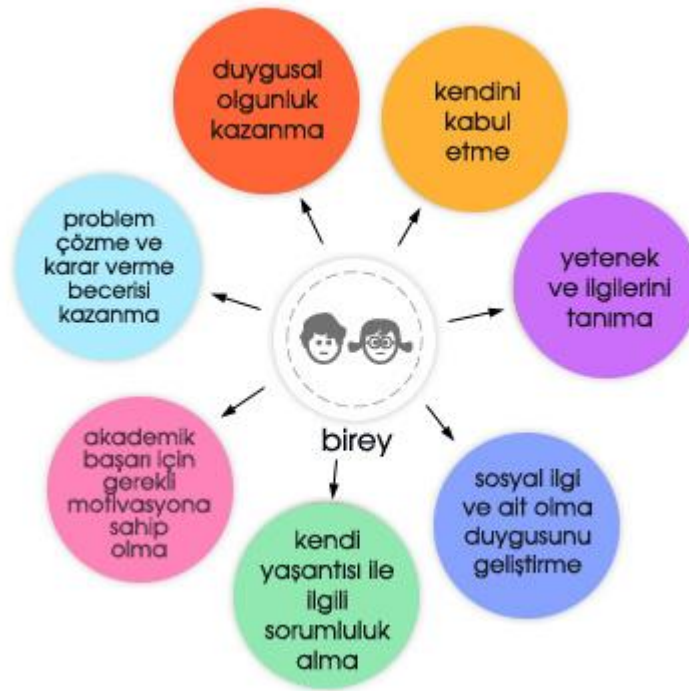 duygusal
olgunluk
kazanma
kendini
kabul
etme
problem
çözme ve
karar verme
becerisi
kazanma
yetenek
ve ilgilerini
tanıma
birey
akademik
başarı için
gerekli
motivasyona
sahip
olma
sosyal ilgi
ve ait olma
duygusunu
geliştirme
kendi
yaşantısı ile
ilgili
sorumluluk
alma